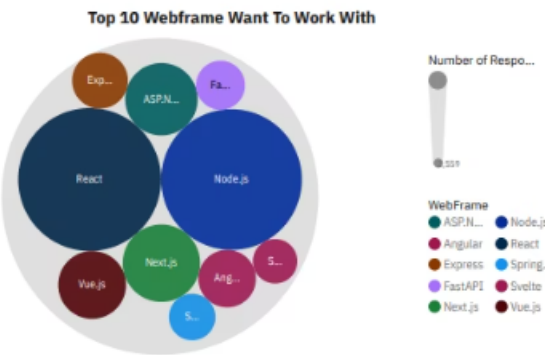 Top 10 Webframe Want To Work With
Exp...
ASP.N...
Fa...
React
Node.js
Next.js
Vue.js
Ang...
S...
S...
Number of Respo...
WebFrame
ASP.N...
Node.js
Angular
React
Express
Spring.
FastAPI
Svelte
Next.js
Vue.js